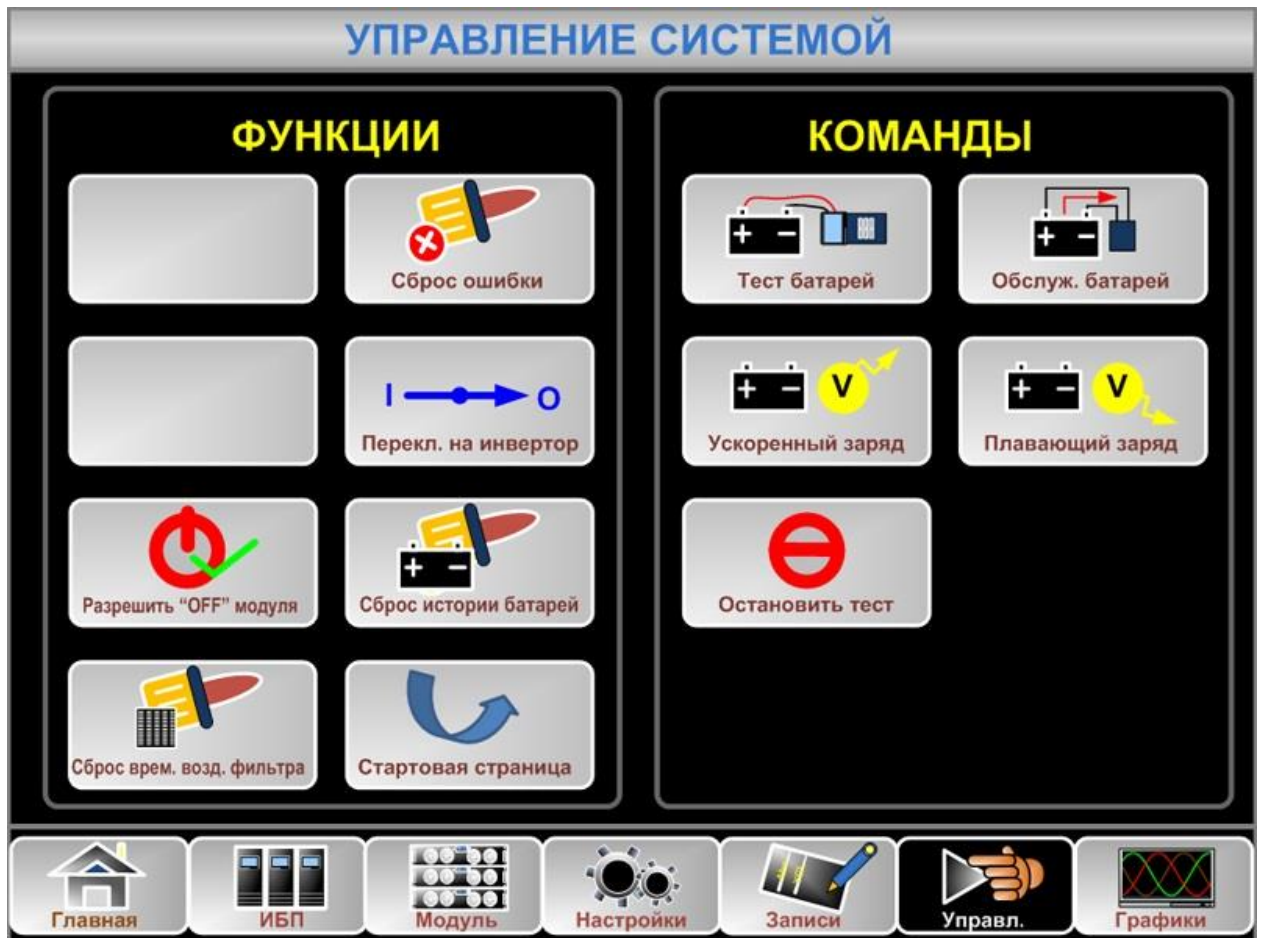 УПРАВЛЕНИЕ СИСТЕМОЙ
ФУНКЦИИ
Сброс ошибки
I O
Перекл. на инвертор
Разрешить “OFF” модуля
+ -
Сброс истории батарей
Сброс врем. возд. фильтра
Стартовая страница
КОМАНДЫ
+ -
Тест батарей
+ -
Обслуж. батарей
+ - V
Ускоренный заряд
+ - V
Плавающий заряд
Остановить тест
Главная
ИБП
Модуль
Настройки
Записи
Управл.
Графики